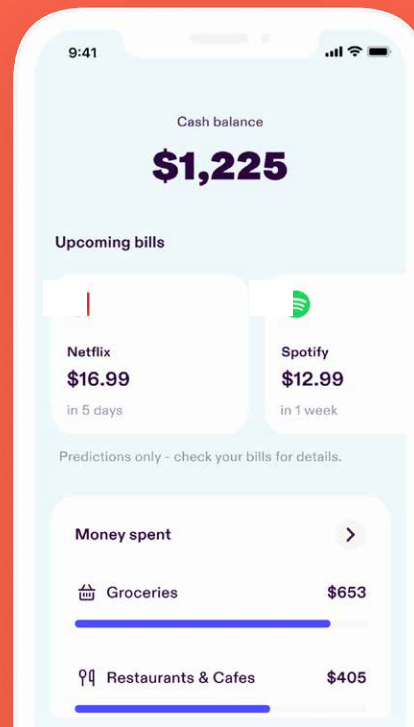 9:41
Cash balance
$1,225
Upcoming bills
Netflix
$16.99
in 5 days
Spotify
$12.99
in 1 week
Predictions only - check your bills for details.
Money spent
Groceries
$653
Restaurants & Cafes
$405